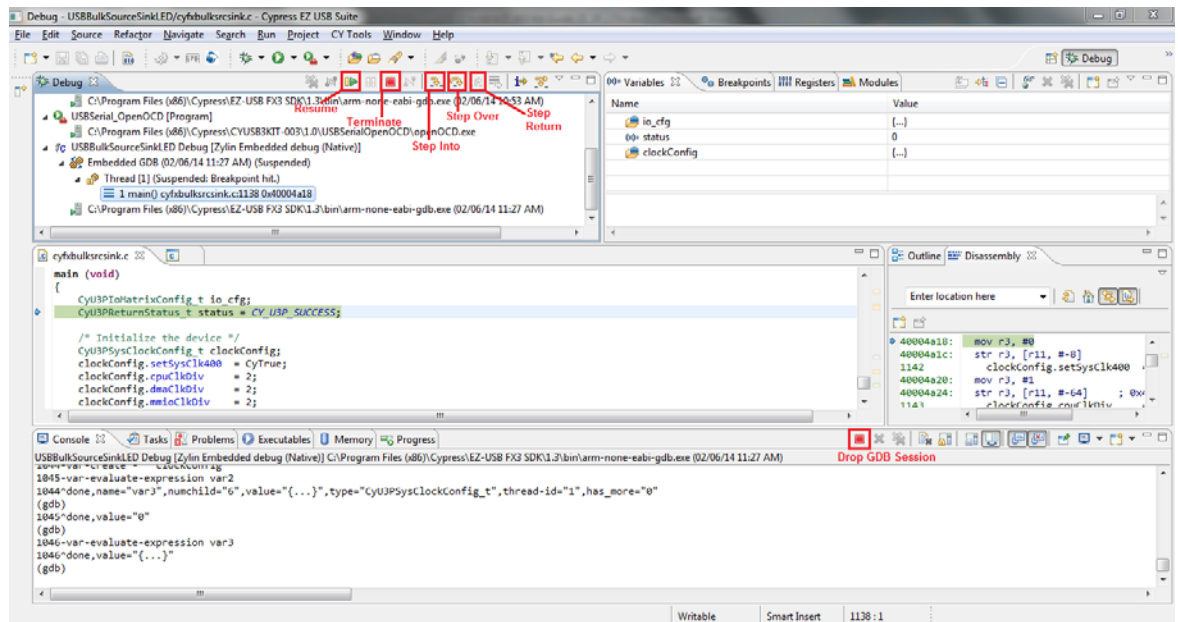 Debug - USBBulkSourceSinkLED/cyfxbulksrcsink.c - Cypress EZ USB Suite
File Edit Source Refactor Navigate Search Run Project CYTools Window Help
Debug
Debug
C:\Program Files (x86)\Cypress\EZ-USB FX3 SDK\1.3\bin\arm-none-eabi-gdb.exe (02/06/14 10:53 AM)
Resume
Terminate
Step Into
Step Over
Step Return
USBSerial_OpenOCD [Program]
C:\Program Files (x86)\Cypress\CYUSB3KIT-003\1.0\USBSerialOpenOCD\openOCD.exe
USBBulkSourceSinkLED Debug [Zylin Embedded debug (Native)]
Embedded GDB (02/06/14 11:27 AM) (Suspended)
Thread [1] (Suspended: Breakpoint hit.)
1 main() cyfxbulksrcsink.c:1138 0x40004a18
C:\Program Files (x86)\Cypress\EZ-USB FX3 SDK\1.3\bin\arm-none-eabi-gdb.exe (02/06/14 11:27 AM)
Variables Breakpoints Registers Modules
Name Value
io_cfg {...}
status 0
clockConfig {...}
cyfxbulksrcsink.c
main (void)
{
CyU3PIoMatrixConfig_t io_cfg;
CyU3PReturnStatus_t status = CY_U3P_SUCCESS;
/* Initialize the device */
CyU3PSysClockConfig_t clockConfig;
clockConfig.setSysClk400 = CyTrue;
clockConfig.cpuClkDiv = 2;
clockConfig.dmaClkDiv = 2;
clockConfig.mmioClkDiv = 2;
Outline Disassembly
Enter location here
40004a18: mov r3, #0
40004a1c: str r3, [r11, #-8]
1142 clockConfig.setSysClk400
40004a20: mov r3, #1
40004a24: str r3, [r11, #-64] ; 0x
1143 clockConfig.cpuClkDiv
Console Tasks Problems Executables Memory Progress
Drop GDB Session
USBBulkSourceSinkLED Debug [Zylin Embedded debug (Native)] C:\Program Files (x86)\Cypress\EZ-USB FX3 SDK\1.3\bin\arm-none-eabi-gdb.exe (02/06/14 11:27 AM)
1044-var-create - * clockConfig
1045-var-evaluate-expression var2
1044^done,name="var3",numchild="6",value="{...}",type="CyU3PSysClockConfig_t",thread-id="1",has_more="0"
(gdb)
1045^done,value="0"
(gdb)
1046-var-evaluate-expression var3
1046^done,value="{...}"
(gdb)
Writable Smart Insert 1138 : 1